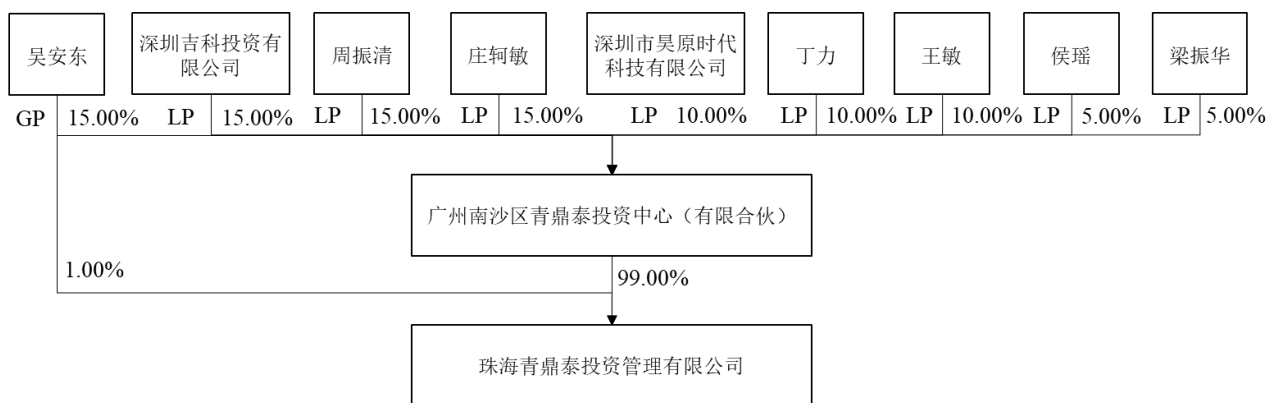 吴安东
深圳吉科投资有
限公司
周振清
庄轲敏
深圳市昊原时代
科技有限公司
丁力
王敏
侯瑶
梁振华
GP 15.00%
LP 15.00%
LP 15.00%
LP 15.00%
LP 10.00%
LP 10.00%
LP 10.00%
LP 5.00%
LP 5.00%
广州南沙区青鼎泰投资中心（有限合伙）
1.00%
99.00%
珠海青鼎泰投资管理有限公司